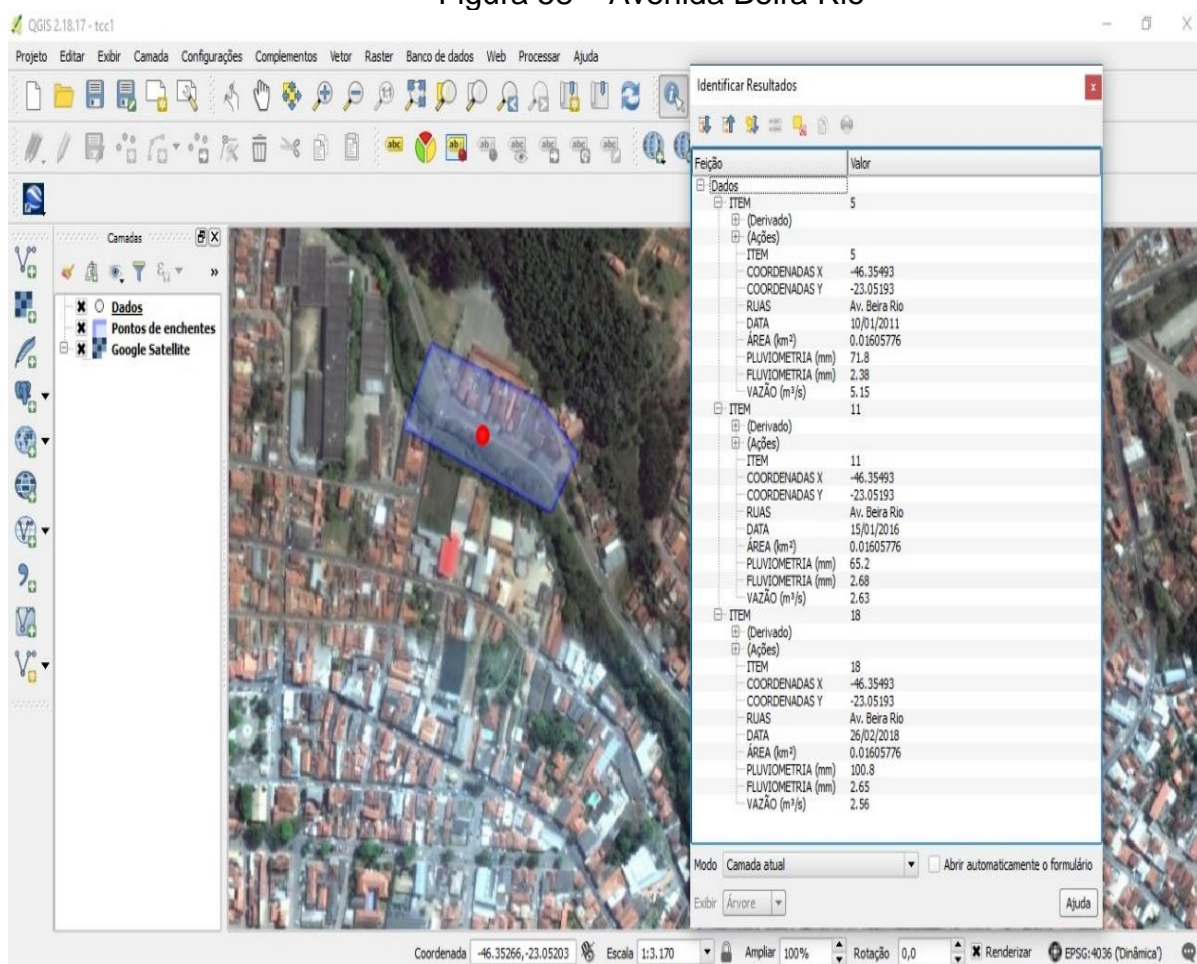 QGIS 2.18.17 - tcc1
Projeto Editar Exibir Camada Configurações Complementos Vetor Raster Banco de dados Web Processar Ajuda
Camadas
Dados
Pontos de enchentes
Google Satellite
Identificar Resultados
Feição Valor
Dados
ITEM 5
(Derivado)
(Ações)
ITEM 5
COORDENADAS X -46.35493
COORDENADAS Y -23.05193
RUAS Av. Beira Rio
DATA 10/01/2011
ÁREA (km²) 0.01605776
PLUVIOMETRIA (mm) 71.8
FLUVIOMETRIA (mm) 2.38
VAZÃO (m³/s) 5.15
ITEM 11
(Derivado)
(Ações)
ITEM 11
COORDENADAS X -46.35493
COORDENADAS Y -23.05193
RUAS Av. Beira Rio
DATA 15/01/2016
ÁREA (km²) 0.01605776
PLUVIOMETRIA (mm) 65.2
FLUVIOMETRIA (mm) 2.68
VAZÃO (m³/s) 2.63
ITEM 18
(Derivado)
(Ações)
ITEM 18
COORDENADAS X -46.35493
COORDENADAS Y -23.05193
RUAS Av. Beira Rio
DATA 26/02/2018
ÁREA (km²) 0.01605776
PLUVIOMETRIA (mm) 100.8
FLUVIOMETRIA (mm) 2.65
VAZÃO (m³/s) 2.56
Modo Camada atual Abrir automaticamente o formulário
Exibir Árvore Ajuda
Coordenada -46.35266,-23.05203 Escala 1:3.170 Ampliar 100% Rotação 0,0 Renderizar EPSG:4036 ('Dinâmica')